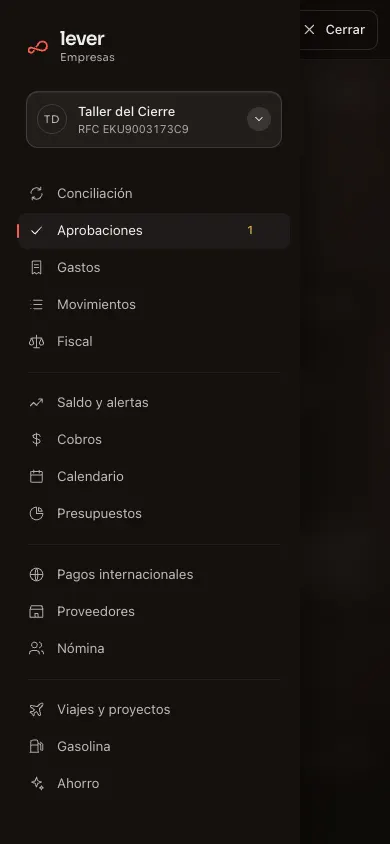 lever
Empresas
Cerrar
TD
Taller del Cierre
RFC EKU9003173C9
Conciliación
Aprobaciones 1
Gastos
Movimientos
Fiscal
Saldo y alertas
Cobros
Calendario
Presupuestos
Pagos internacionales
Proveedores
Nómina
Viajes y proyectos
Gasolina
Ahorro